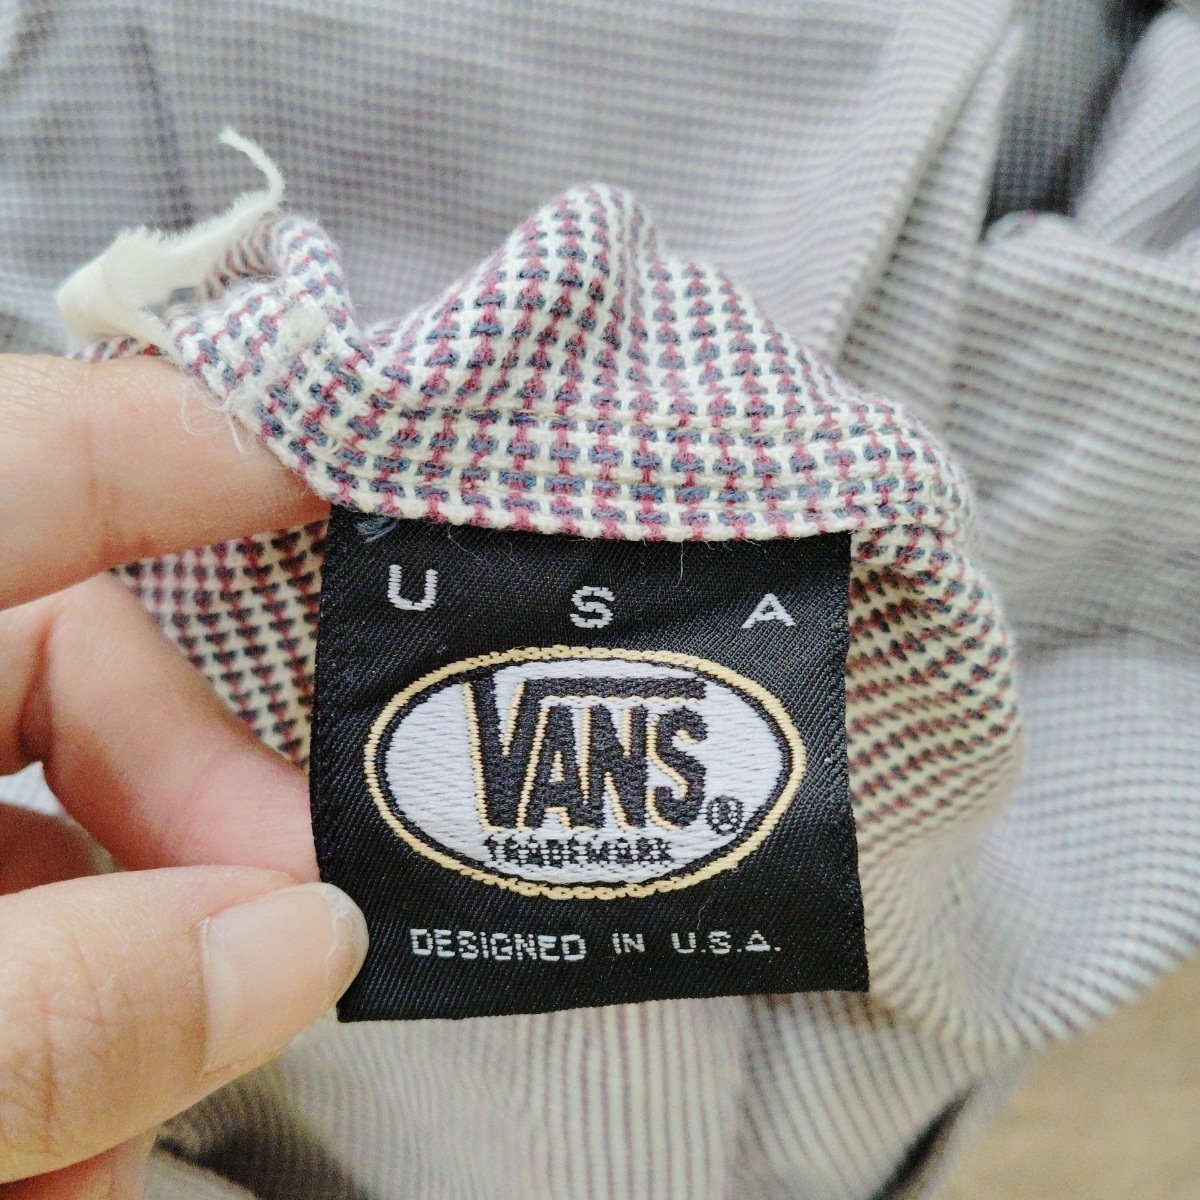 U S A
VANS®
TRADEMARK
DESIGNED IN U.S.A.